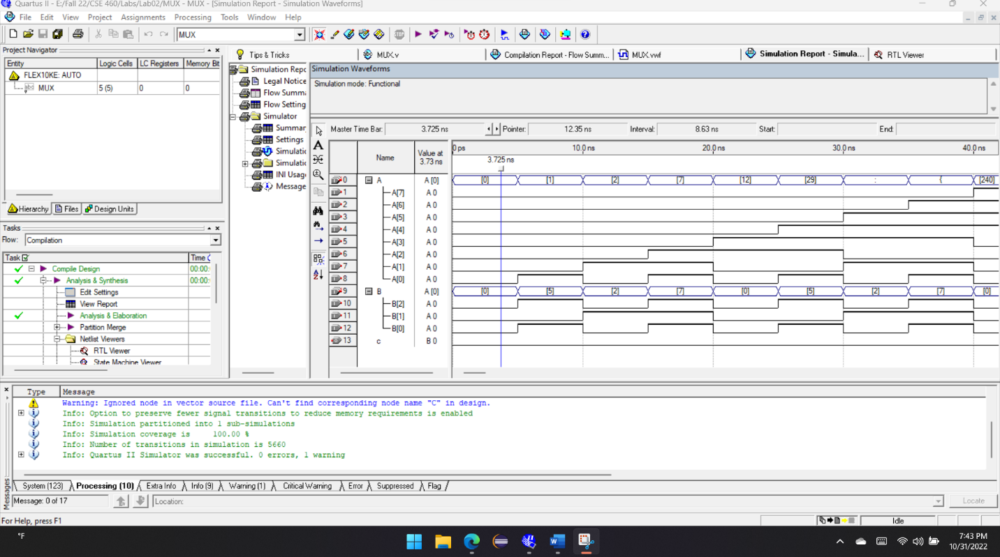 Quartus II - E:/Fall 22/CSE 460/Labs/Lab02/MUX - MUX - [Simulation Report - Simulation Waveforms]
File Edit View Project Assignments Processing Tools Window Help
MUX
Project Navigator
Entity Logic Cells LC Registers Memory Bit
FLEX10KE: AUTO
MUX 5 (5) 0 0
Hierarchy Files Design Units
Tasks
Flow: Compilation
Task Time
Compile Design 00:00:
Analysis & Synthesis 00:00:
Edit Settings
View Report
Analysis & Elaboration
Partition Merge
Netlist Viewers
RTL Viewer
State Machine Viewer
Tips & Tricks MUX.v Compilation Report - Flow Summ... MUX.vwf Simulation Report - Simula... RTL Viewer
Simulation Repo
Legal Notice
Flow Summa
Flow Setting
Simulator
Summar
Settings
Simulatio
Simulatio
INI Usag
Message
Simulation Waveforms
Simulation mode: Functional
Master Time Bar: 3.725 ns Pointer: 12.35 ns Interval: 8.63 ns Start: End:
Name Value at 3.73 ns
0 ps 10.0 ns 20.0 ns 30.0 ns 40.0 ns
3.725 ns
0 A A [0] [0] [1] [2] [7] [12] [29] : { [240]
1 A[7] A 0
2 A[6] A 0
3 A[5] A 0
4 A[4] A 0
5 A[3] A 0
6 A[2] A 0
7 A[1] A 0
8 A[0] A 0
9 B A [0] [0] [5] [2] [7] [0] [5] [2] [7] [0]
10 B[2] A 0
11 B[1] A 0
12 B[0] A 0
13 c B 0
Type Message
Warning: Ignored node in vector source file. Can't find corresponding node name "C" in design.
Info: Option to preserve fewer signal transitions to reduce memory requirements is enabled
Info: Simulation partitioned into 1 sub-simulations
Info: Simulation coverage is 100.00 %
Info: Number of transitions in simulation is 5660
Info: Quartus II Simulator was successful. 0 errors, 1 warning
Messages
System (123) Processing (10) Extra Info Info (9) Warning (1) Critical Warning Error Suppressed Flag
Message: 0 of 17 Location: Locate
For Help, press F1 Idle
°F
7:43 PM
10/31/2022